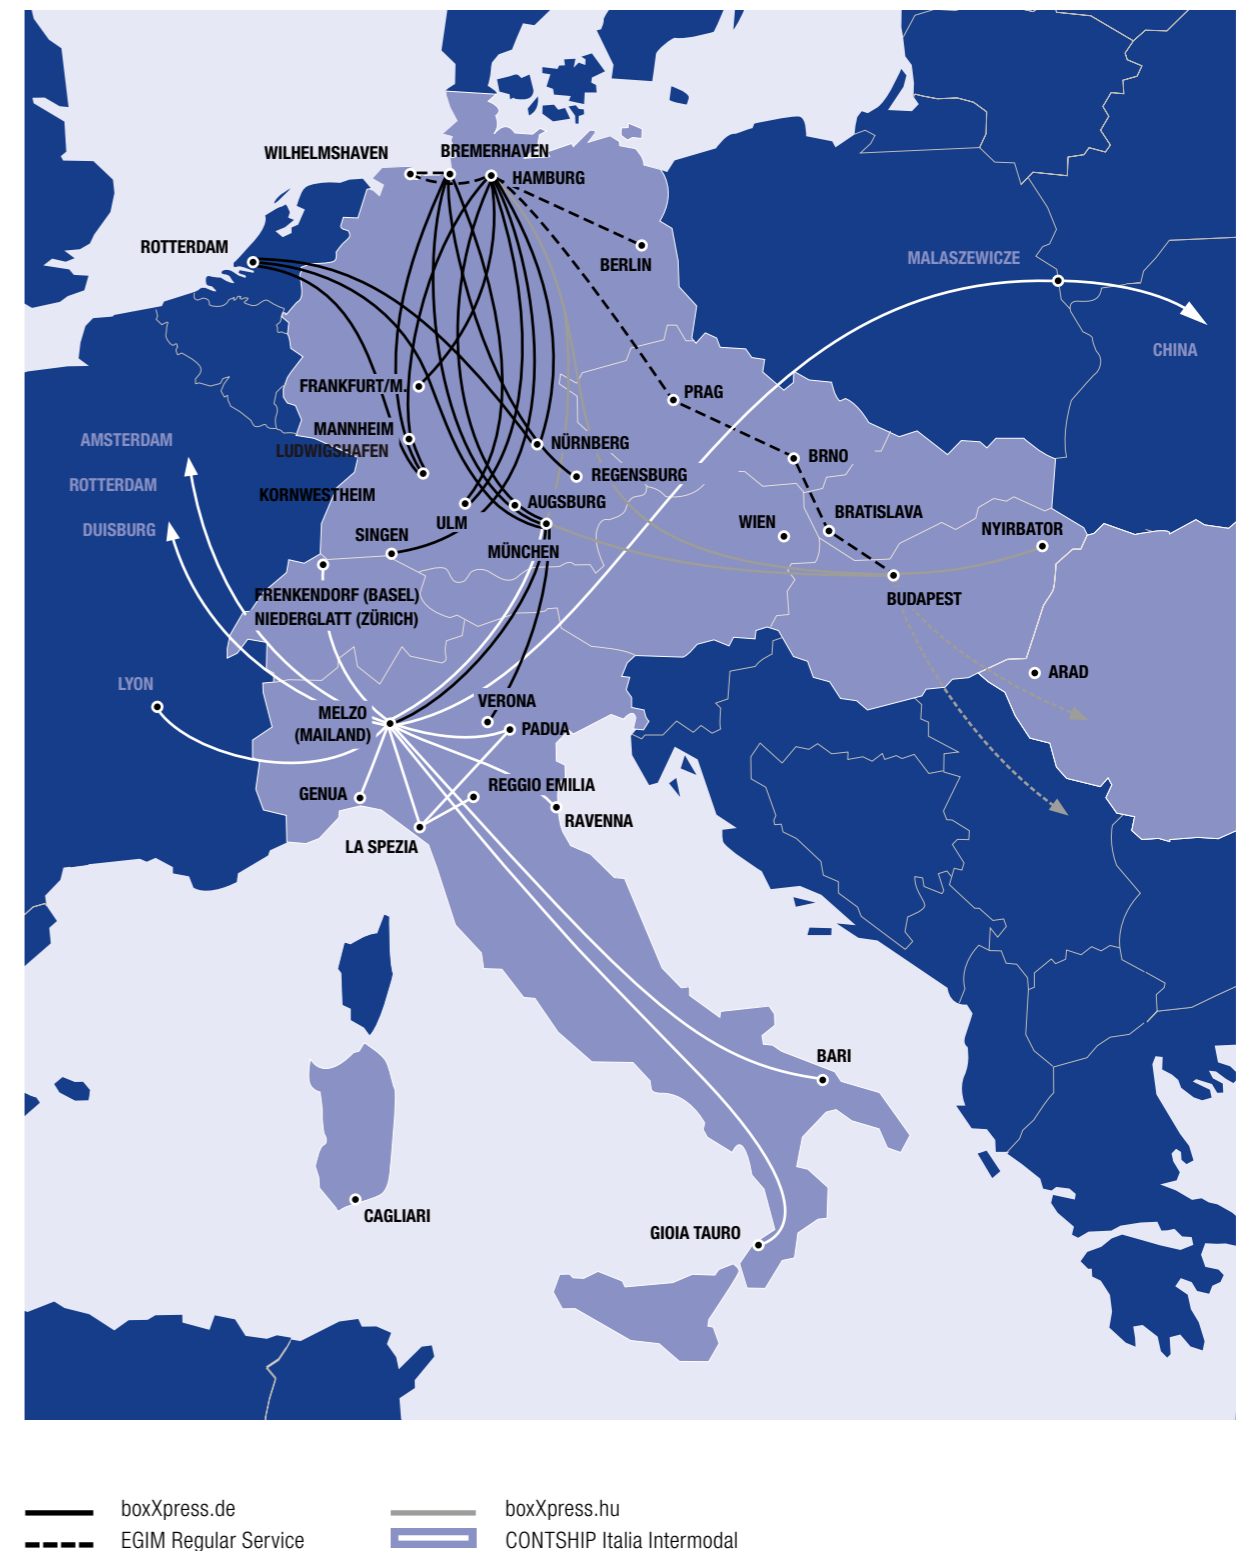 WILHELMSHAVEN
BREMERHAVEN
HAMBURG
ROTTERDAM
BERLIN
MALASZEWICZE
CHINA
FRANKFURT/M.
PRAG
MANNHEIM
LUDWIGSHAFEN
NÜRNBERG
AMSTERDAM
BRNO
REGENSBURG
ROTTERDAM
KORNWESTHEIM
AUGSBURG
BRATISLAVA
DUISBURG
ULM
WIEN
NYIRBATOR
SINGEN
MÜNCHEN
FRENKENDORF (BASEL)
NIEDERGLATT (ZÜRICH)
BUDAPEST
ARAD
LYON
VERONA
MELZO
(MAILAND)
PADUA
REGGIO EMILIA
GENUA
RAVENNA
LA SPEZIA
BARI
CAGLIARI
GIOIA TAURO
boxXpress.de
boxXpress.hu
EGIM Regular Service
CONTSHIP Italia Intermodal